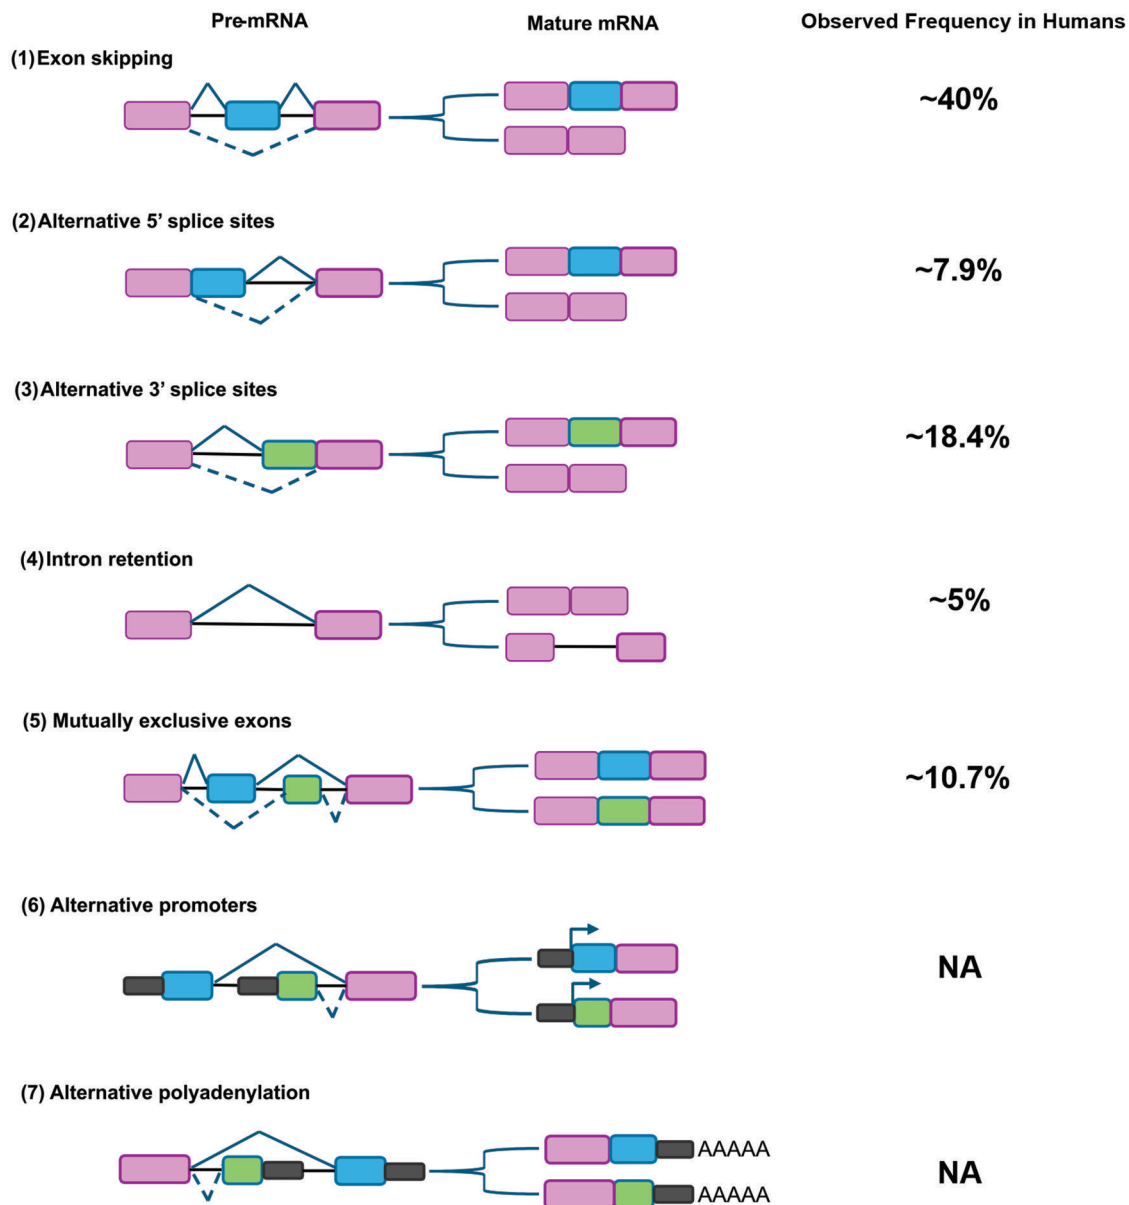 Pre-mRNA Mature mRNA Observed Frequency in Humans
(1)Exon skipping
~40%
(2)Alternative 5’ splice sites
~7.9%
(3)Alternative 3’ splice sites
~18.4%
(4)Intron retention
~5%
(5) Mutually exclusive exons
~10.7%
(6) Alternative promoters
NA
(7) Alternative polyadenylation
AAAAA
NA
AAAAA